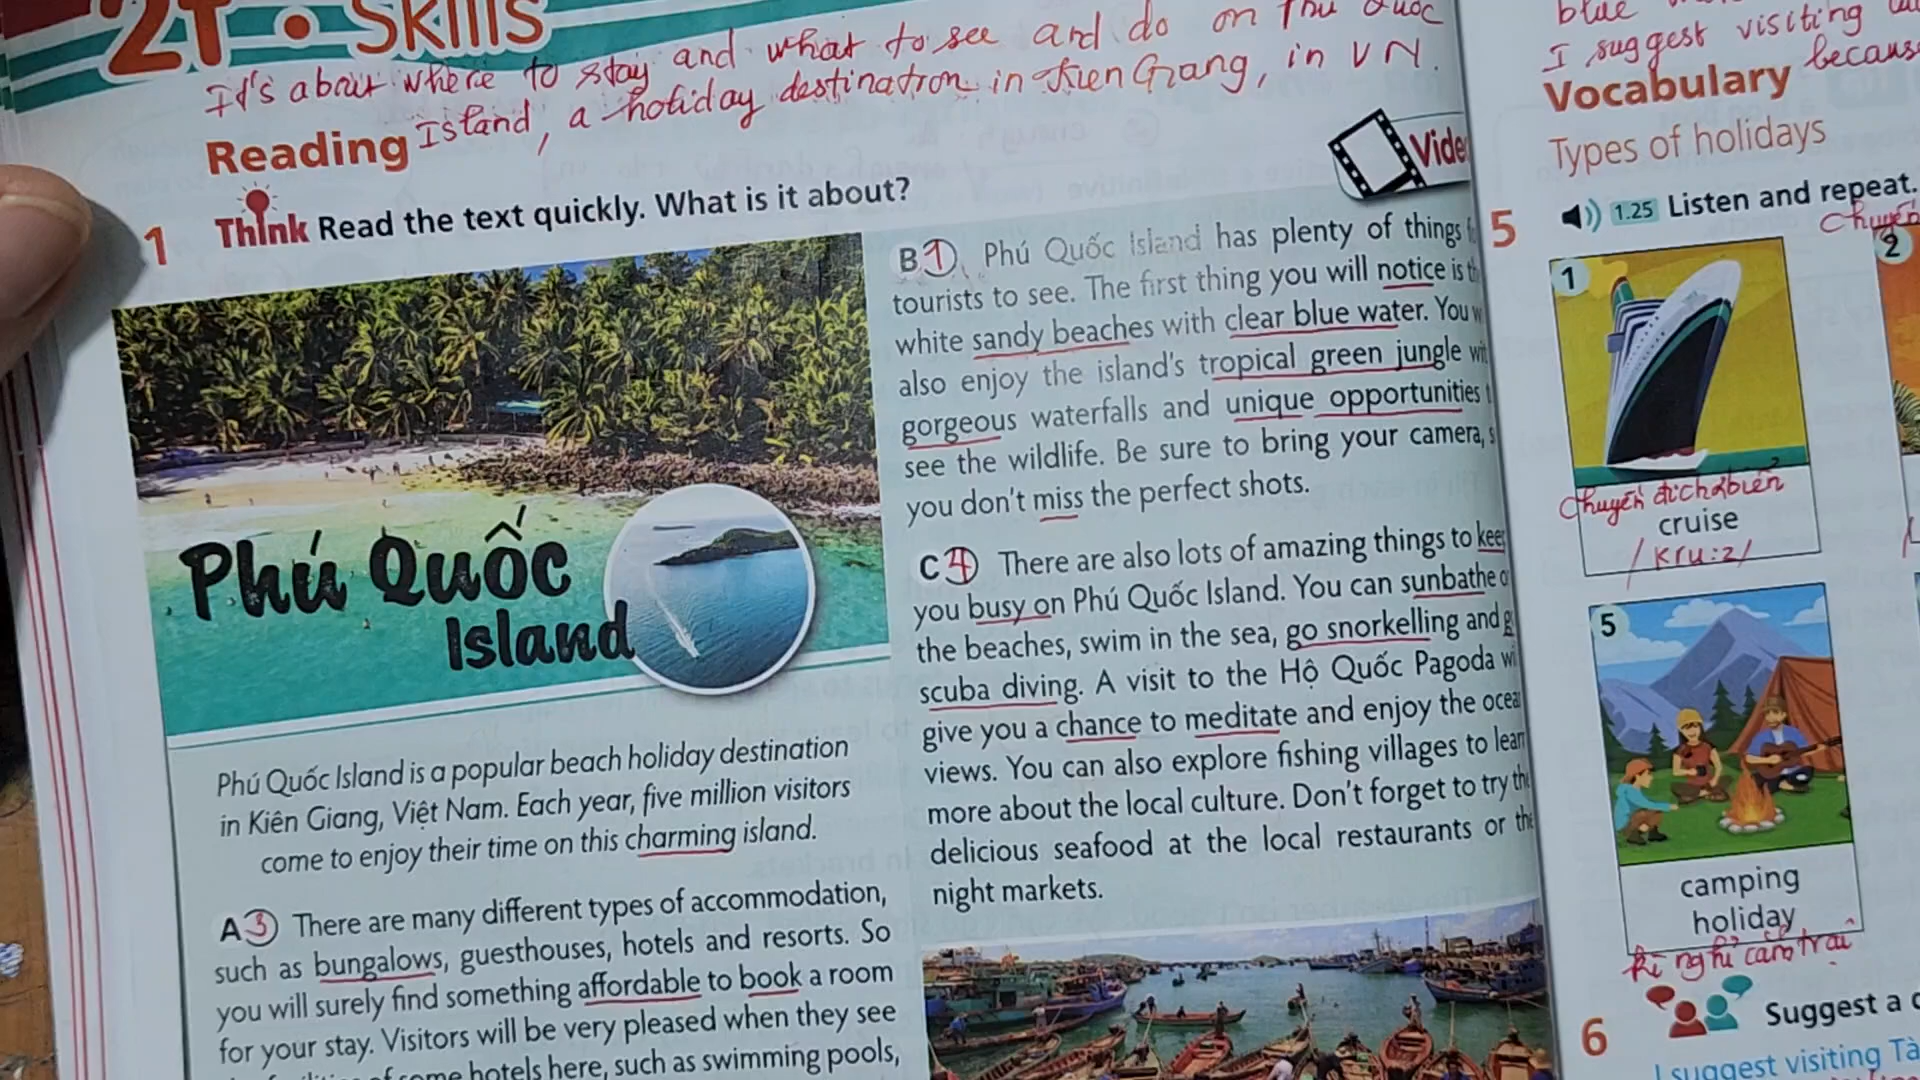 2f • Skills
It's about where to stay and what to see and do on Phu Quoc
Island, a holiday destination in Kien Giang, in VN.
Reading
Video
1 Think Read the text quickly. What is it about?
Phú Quốc
Island
Phú Quốc Island is a popular beach holiday destination
in Kiên Giang, Việt Nam. Each year, five million visitors
come to enjoy their time on this charming island.
A 3 There are many different types of accommodation,
such as bungalows, guesthouses, hotels and resorts. So
you will surely find something affordable to book a room
for your stay. Visitors will be very pleased when they see
of some hotels here, such as swimming pools,
B 1 Phú Quốc Island has plenty of things
tourists to see. The first thing you will notice is
white sandy beaches with clear blue water. You
also enjoy the island's tropical green jungle
gorgeous waterfalls and unique opportunities
see the wildlife. Be sure to bring your camera,
you don't miss the perfect shots.
C 4 There are also lots of amazing things to
you busy on Phú Quốc Island. You can sunbathe
the beaches, swim in the sea, go snorkelling and
scuba diving. A visit to the Hộ Quốc Pagoda
give you a chance to meditate and enjoy the
views. You can also explore fishing villages to
more about the local culture. Don't forget to try
delicious seafood at the local restaurants or
night markets.
blue
I suggest visiting
Vocabulary
Types of holidays
5 1.25 Listen and repeat.
1
2
cruise
/kru:z/
5
camping
holiday
kì nghỉ cắm trại
6 Suggest a
I suggest visiting